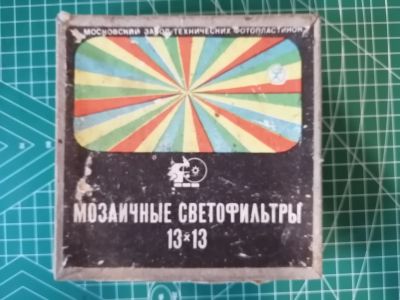 МОСКОВСКИЙ ЗАВОД ТЕХНИЧЕСКИХ ФОТОПЛАСТИНОК
МОЗАИЧНЫЕ СВЕТОФИЛЬТРЫ
13×13